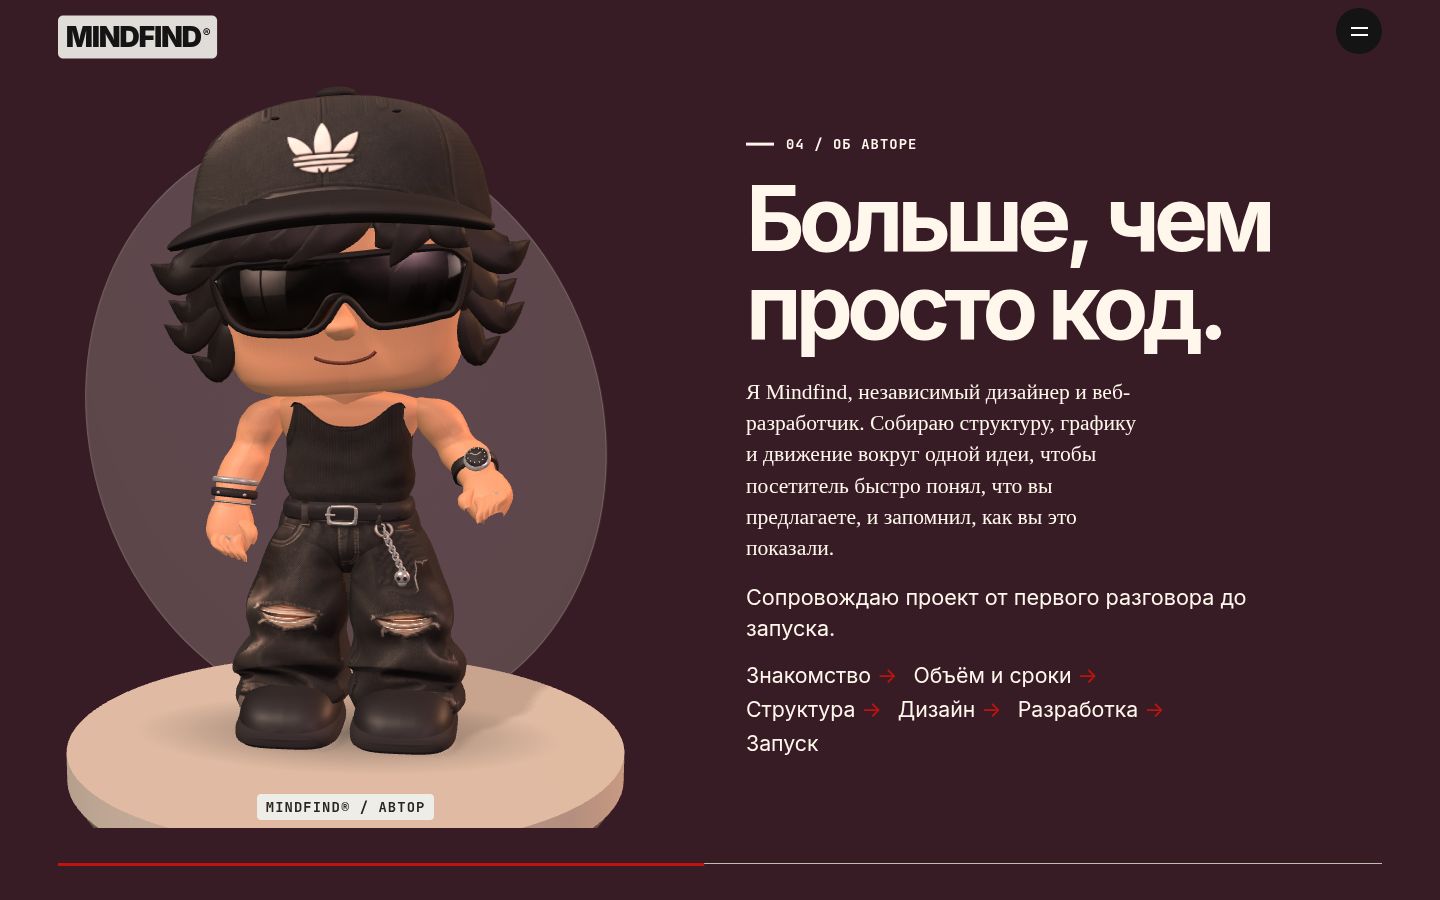 MINDFIND®
04 / ОБ АВТОРЕ
Больше, чем
просто код.
Я Mindfind, независимый дизайнер и веб-
разработчик. Собираю структуру, графику
и движение вокруг одной идеи, чтобы
посетитель быстро понял, что вы
предлагаете, и запомнил, как вы это
показали.
Сопровождаю проект от первого разговора до
запуска.
Знакомство → Объём и сроки →
Структура → Дизайн → Разработка →
Запуск
MINDFIND® / АВТОР